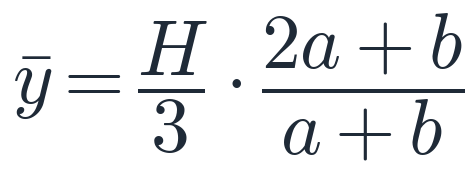 ȳ = H/3 · (2a + b)/(a + b)